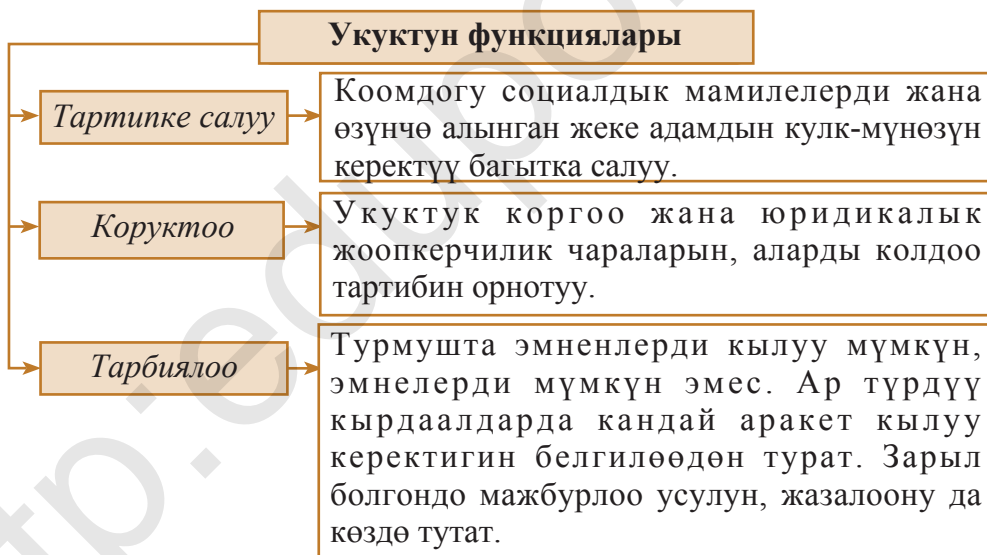 Укуктун функциялары
Тартипке салуу
Коомдогу социалдык мамилелерди жана
өзүнчө алынган жеке адамдын кулк-мүнөзүн
керектүү багытка салуу.
Коруктоо
Укуктук коргоо жана юридикалык
жоопкерчилик чараларын, аларды колдоо
тартибин орнотуу.
Тарбиялоо
Турмушта эмненлерди кылуу мүмкүн,
эмнелерди мүмкүн эмес. Ар түрдүү
кырдаалдарда кандай аракет кылуу
керектигин белгилөөдөн турат. Зарыл
болгондо мажбурлоо усулун, жазалоону да
көздө тутат.
tp.edupo